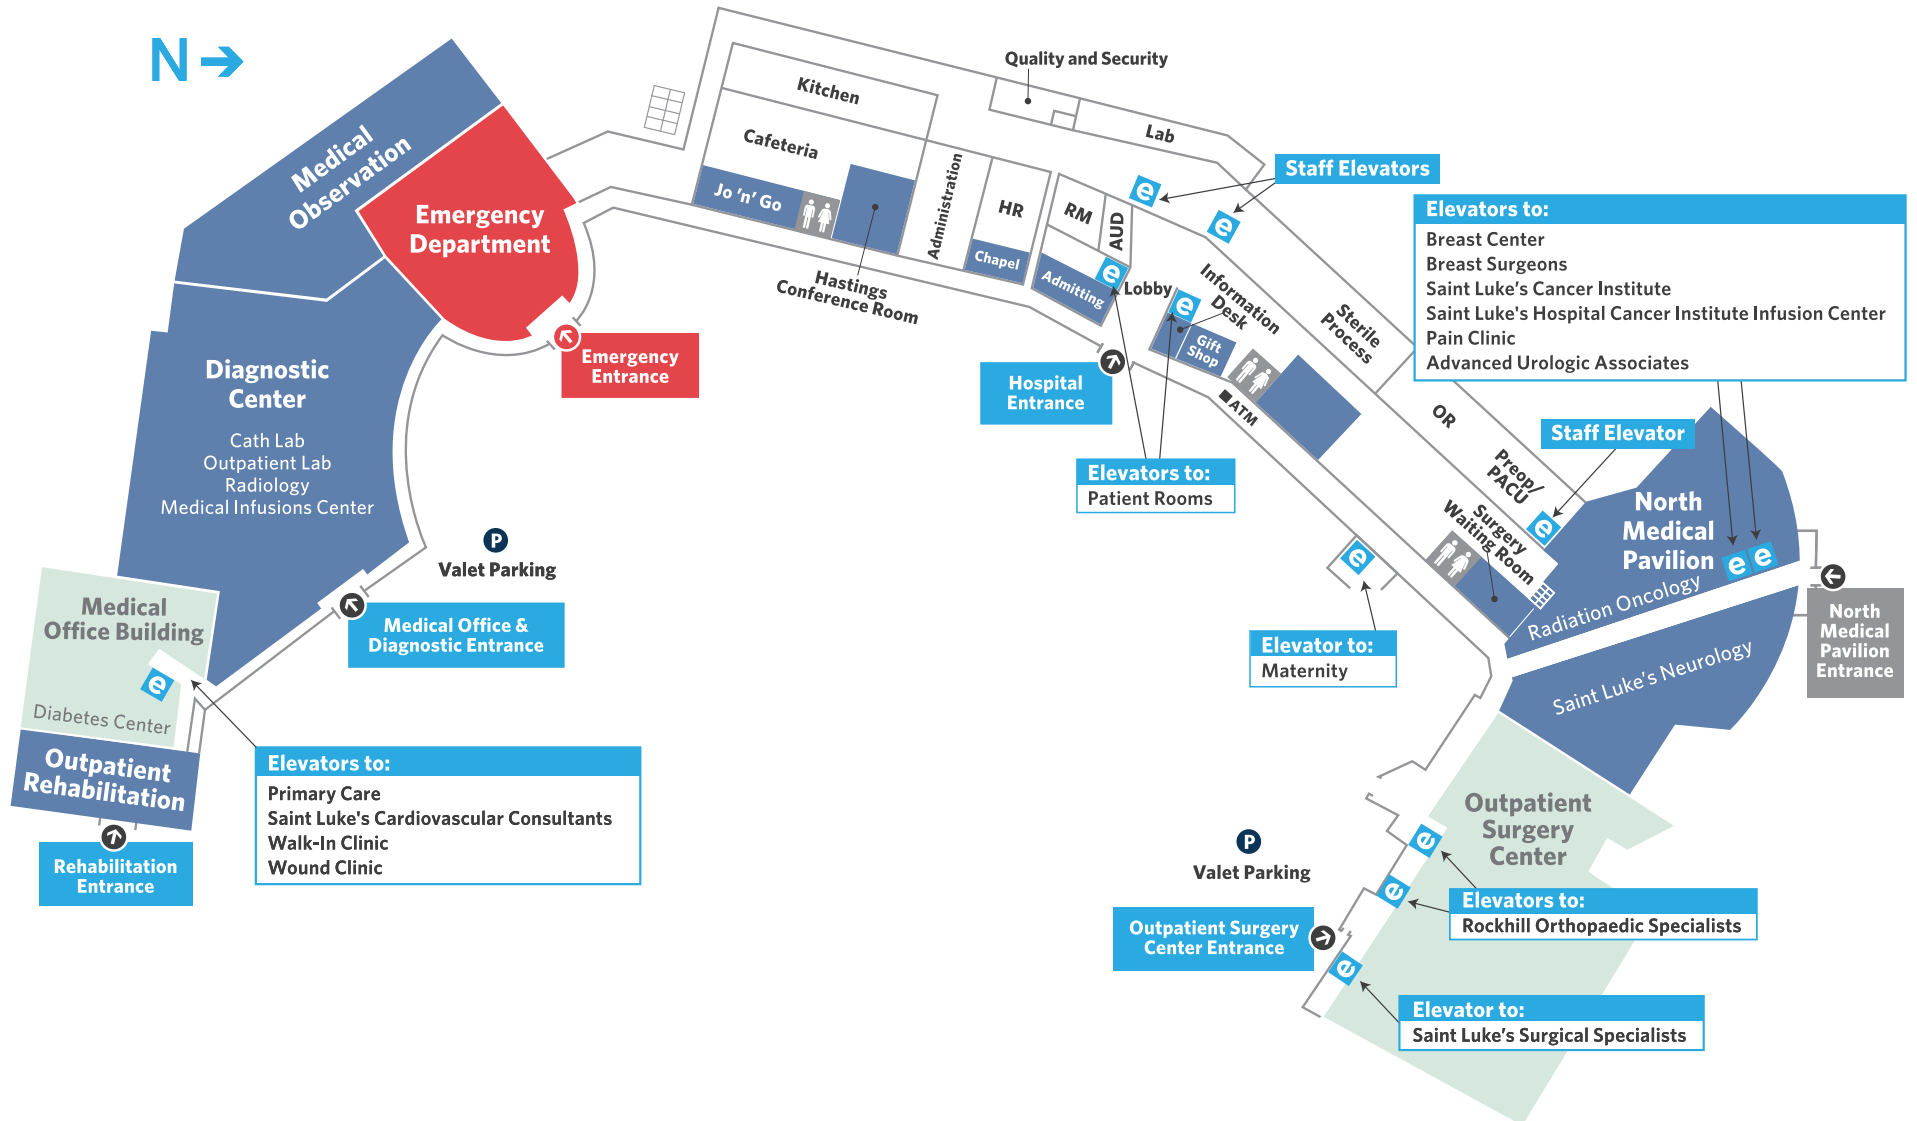 N
Medical
Observation
Emergency
Department
Emergency
Entrance
Diagnostic
Center
Cath Lab
Outpatient Lab
Radiology
Medical Infusions Center
P
Valet Parking
Medical Office &
Diagnostic Entrance
Medical
Office Building
e
Diabetes Center
Outpatient
Rehabilitation
Rehabilitation
Entrance
Elevators to:
Primary Care
Saint Luke's Cardiovascular Consultants
Walk-In Clinic
Wound Clinic
Kitchen
Cafeteria
Jo 'n' Go
Hastings
Conference Room
Administration
HR
Chapel
Quality and Security
Lab
RM
AUD
Admitting
e
Lobby
e
e
Staff Elevators
e
Information
Desk
Gift
Shop
ATM
Hospital
Entrance
Elevators to:
Patient Rooms
Sterile
Process
OR
Preop/
PACU
Surgery
Waiting Room
Staff Elevator
e
Elevators to:
Breast Center
Breast Surgeons
Saint Luke’s Cancer Institute
Saint Luke's Hospital Cancer Institute Infusion Center
Pain Clinic
Advanced Urologic Associates
North
Medical
Pavilion
e e
Radiation Oncology
Saint Luke’s Neurology
North
Medical
Pavilion
Entrance
e
Elevator to:
Maternity
Outpatient
Surgery
Center
P
Valet Parking
Outpatient Surgery
Center Entrance
e
e
Elevators to:
Rockhill Orthopaedic Specialists
e
Elevator to:
Saint Luke’s Surgical Specialists